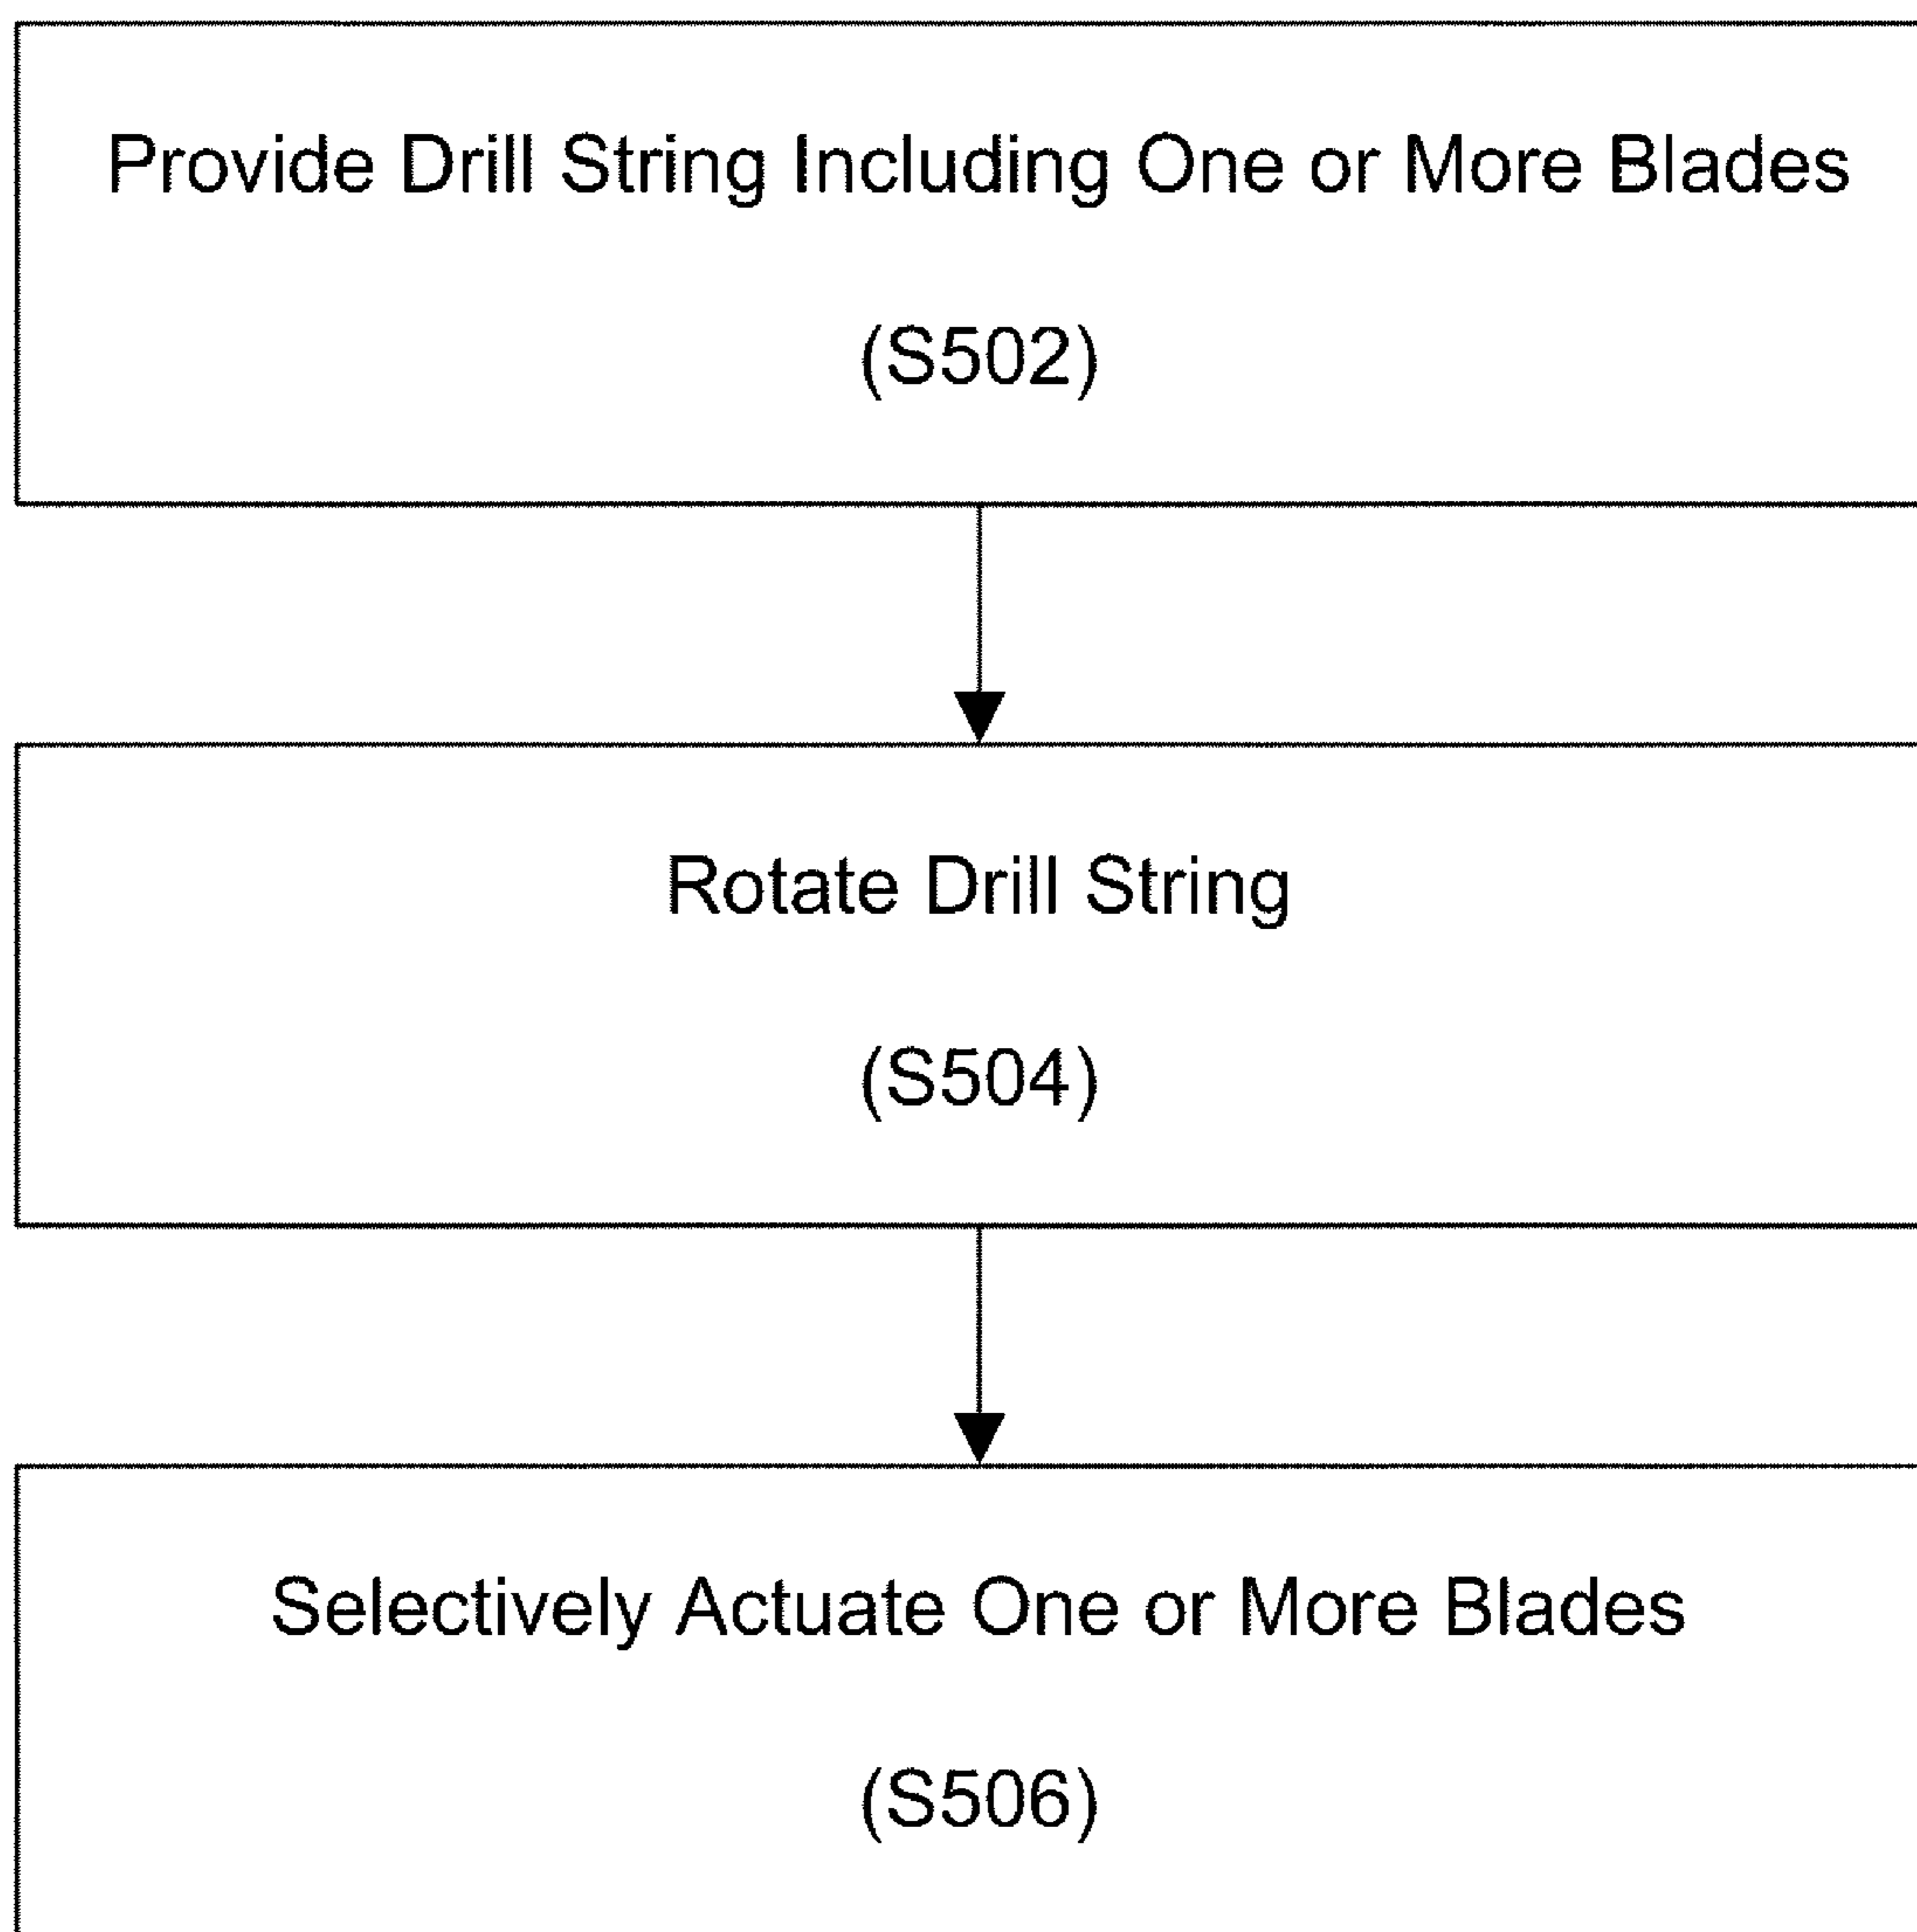 Provide Drill String Including One or More Blades
(S502)
Rotate Drill String
(S504)
Selectively Actuate One or More Blades
(S506)